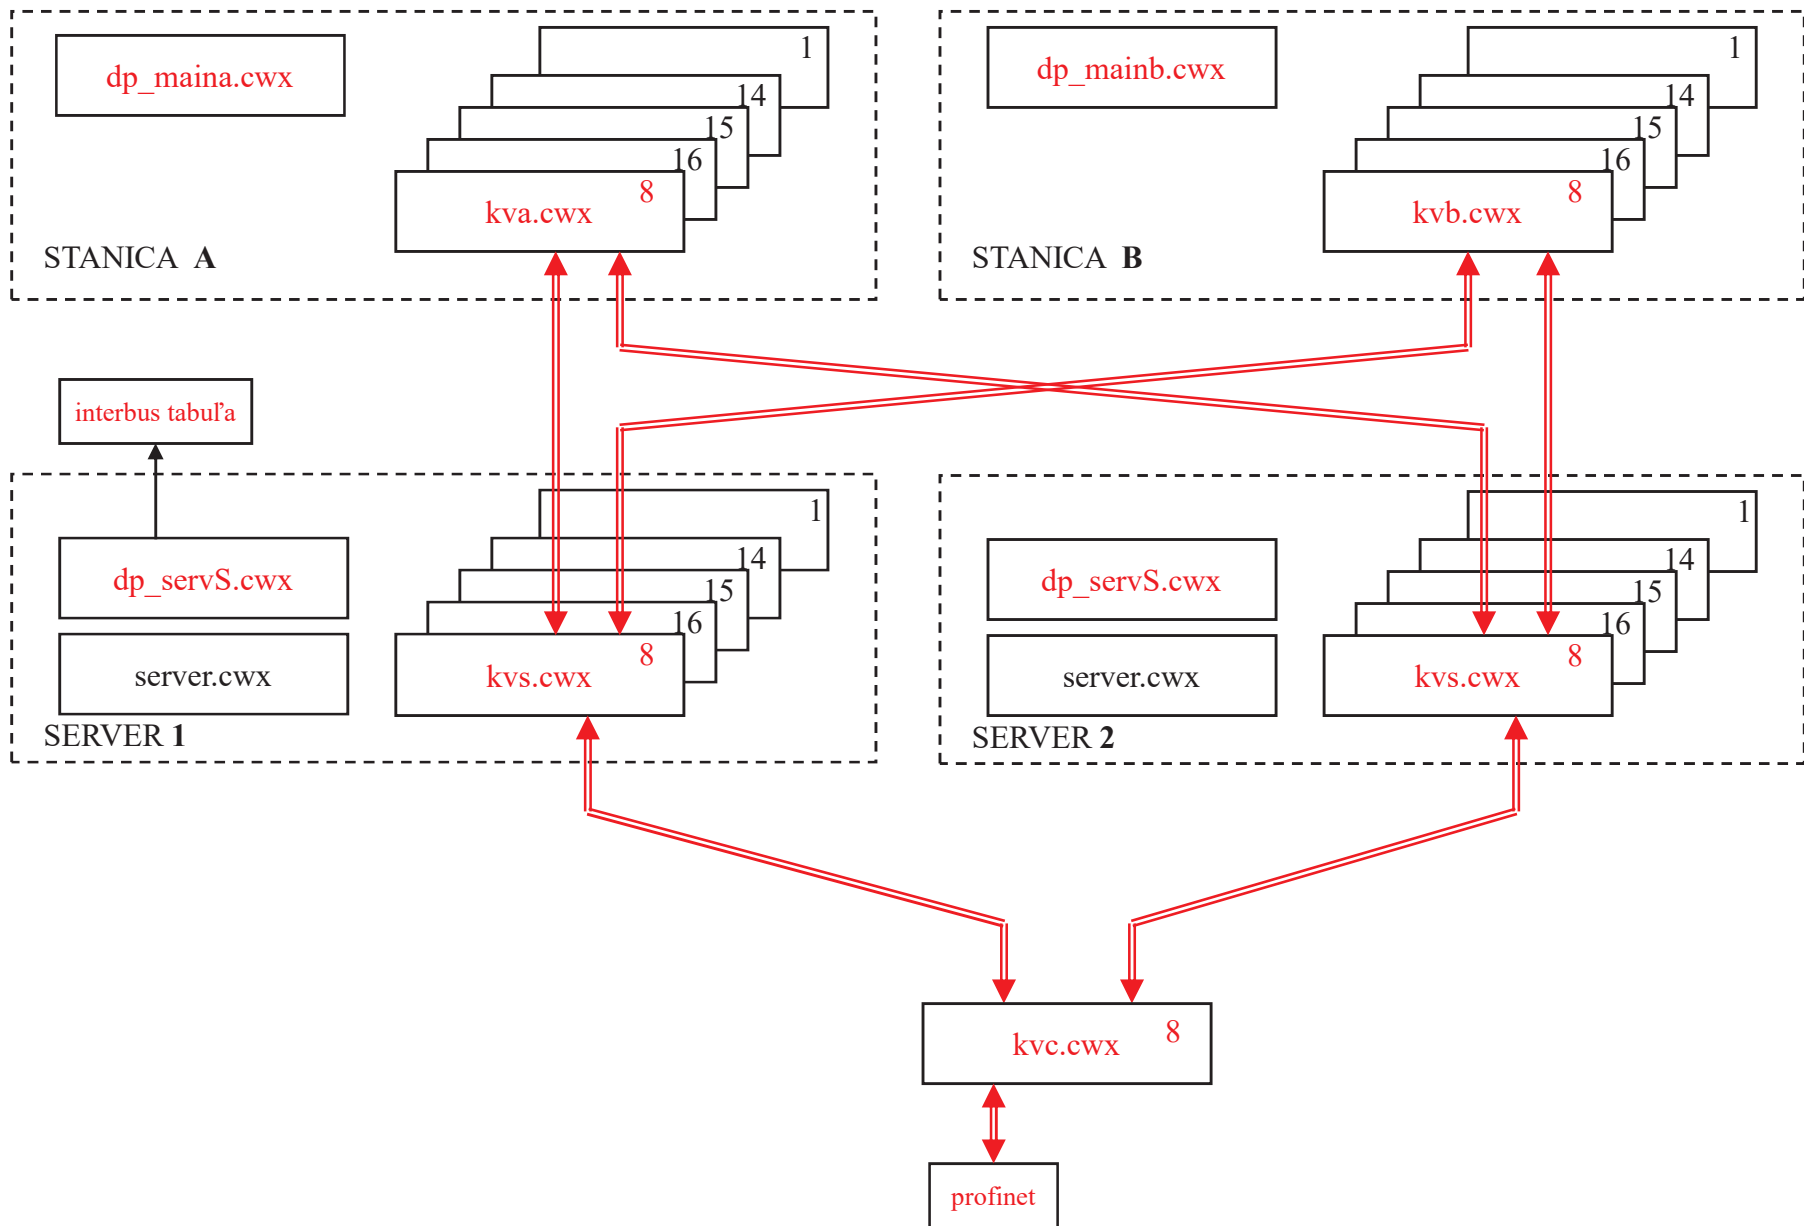 dp_maina.cwx
1
14
15
16
8
kva.cwx
STANICA A
dp_mainb.cwx
1
14
15
16
8
kvb.cwx
STANICA B
interbus tabuľa
dp_servS.cwx
server.cwx
1
14
15
16
8
kvs.cwx
SERVER 1
dp_servS.cwx
server.cwx
1
14
15
16
8
kvs.cwx
SERVER 2
kvc.cwx 8
profinet